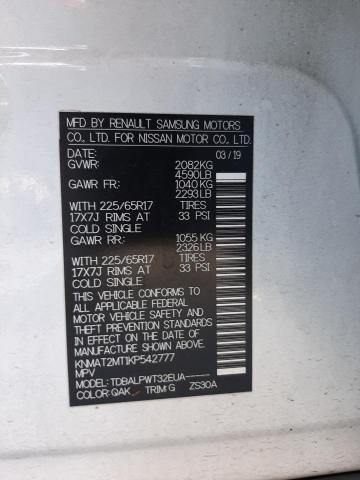 MFD BY RENAULT SAMSUNG MOTORS
CO., LTD. FOR NISSAN MOTOR CO., LTD.
DATE: 03/19
GVWR: 2082KG
4590LB
GAWR FR: 1040 KG
2293LB
WITH 225/65R17 TIRES
17X7J RIMS AT 33 PSI
COLD SINGLE
GAWR RR: 1055 KG
2326LB
WITH 225/65R17 TIRES
17X7J RIMS AT 33 PSI
COLD SINGLE
THIS VEHICLE CONFORMS TO
ALL APPLICABLE FEDERAL
MOTOR VEHICLE SAFETY AND
THEFT PREVENTION STANDARDS
IN EFFECT ON THE DATE OF
MANUFACTURE SHOWN ABOVE.
KNMAT2MT1KP542777
MPV
MODEL: TDBALPWT32EUA------
COLOR: QAK TRIM: G ZS30A